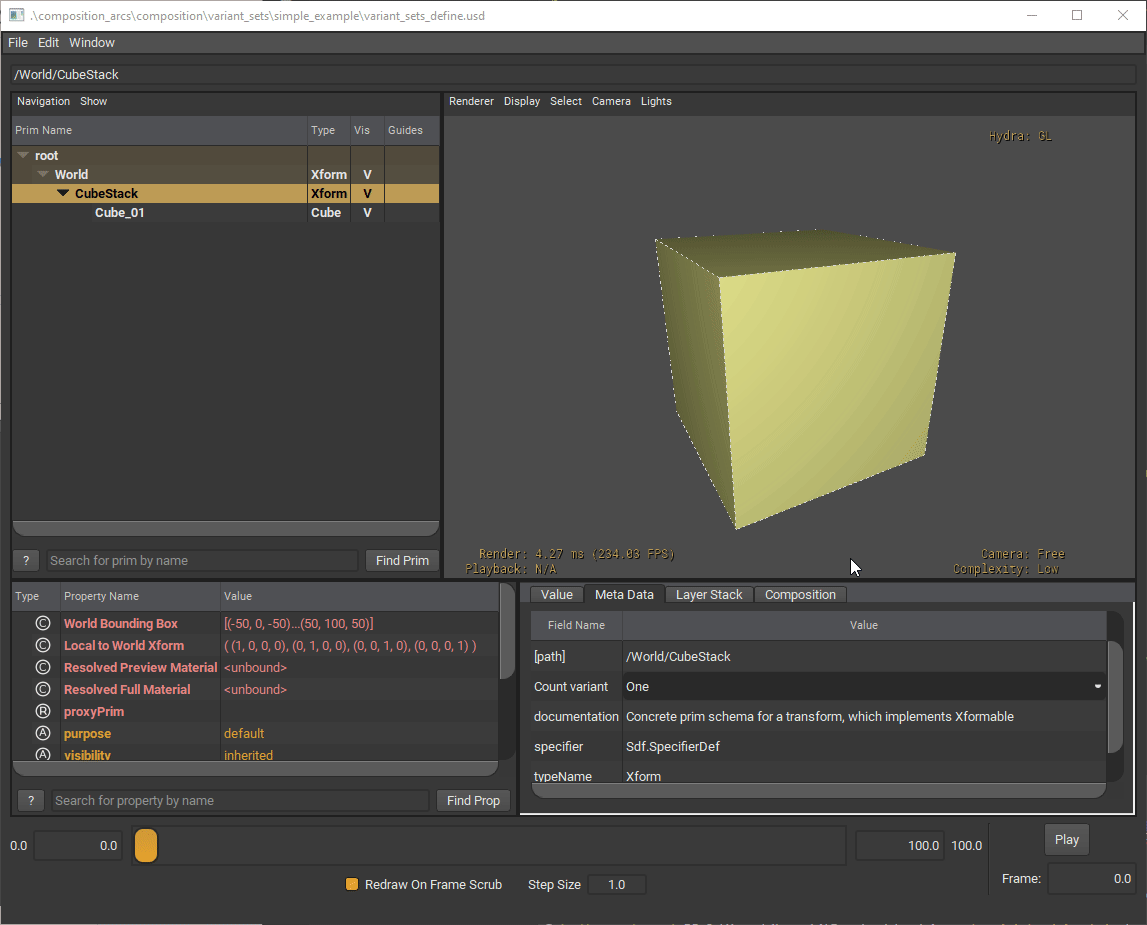 .\composition_arcs\composition\variant_sets\simple_example\variant_sets_define.usd
File Edit Window
/World/CubeStack
Navigation Show
Prim Name Type Vis Guides
root
World Xform V
CubeStack Xform V
Cube_01 Cube V
? Search for prim by name Find Prim
Renderer Display Select Camera Lights
Hydra: GL
Render: 4.27 ms (234.03 FPS)
Playback: N/A
Camera: Free
Complexity: Low
Type Property Name Value
C World Bounding Box [(-50, 0, -50)...(50, 100, 50)]
C Local to World Xform ( (1, 0, 0, 0), (0, 1, 0, 0), (0, 0, 1, 0), (0, 0, 0, 1) )
C Resolved Preview Material <unbound>
C Resolved Full Material <unbound>
R proxyPrim
A purpose default
A visibility inherited
? Search for property by name Find Prop
Value Meta Data Layer Stack Composition
Field Name Value
[path] /World/CubeStack
Count variant One
documentation Concrete prim schema for a transform, which implements Xformable
specifier Sdf.SpecifierDef
typeName Xform
0.0 0.0 100.0 100.0 Play
Redraw On Frame Scrub Step Size 1.0 Frame: 0.0